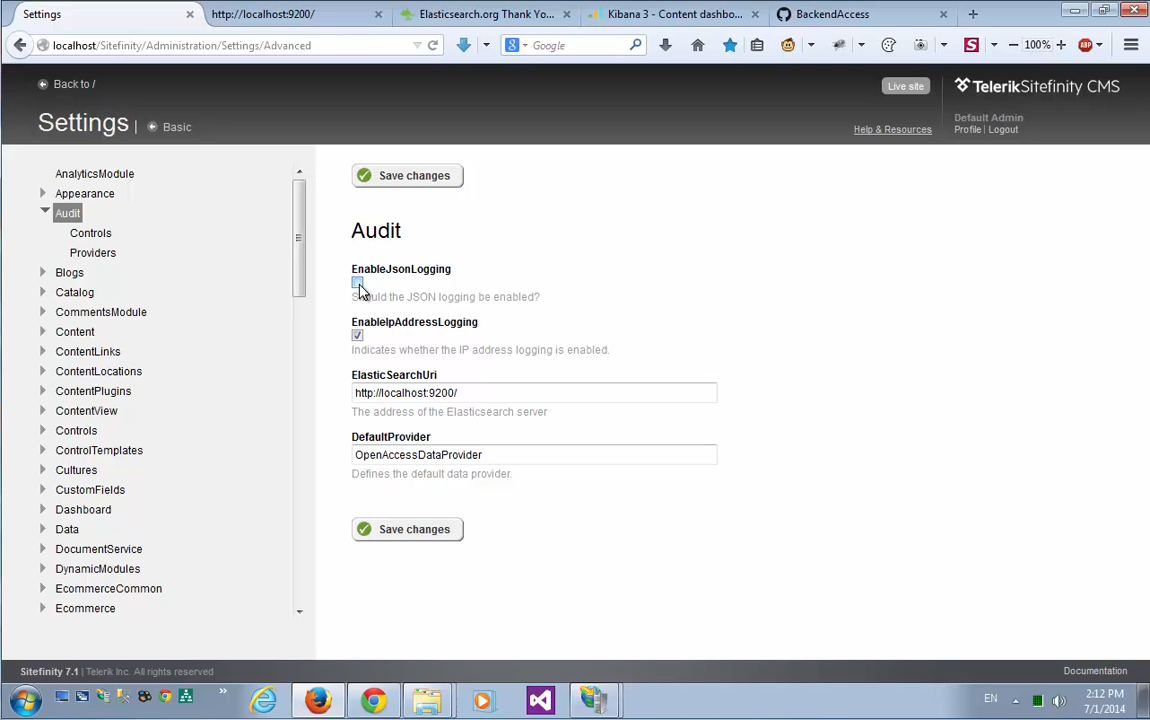 Settings
http://localhost:9200/
Elasticsearch.org Thank Yo...
Kibana 3 - Content dashbo...
BackendAccess
localhost/Sitefinity/Administration/Settings/Advanced
Google
100%
ABP
Back to /
Live site
Telerik Sitefinity CMS
Settings | Basic
Default Admin
Help & Resources
Profile | Logout
AnalyticsModule
Appearance
Audit
Controls
Providers
Blogs
Catalog
CommentsModule
Content
ContentLinks
ContentLocations
ContentPlugins
ContentView
Controls
ControlTemplates
Cultures
CustomFields
Dashboard
Data
DocumentService
DynamicModules
EcommerceCommon
Ecommerce
Save changes
Audit
EnableJsonLogging
Should the JSON logging be enabled?
EnableIpAddressLogging
Indicates whether the IP address logging is enabled.
ElasticSearchUri
http://localhost:9200/
The address of the Elasticsearch server
DefaultProvider
OpenAccessDataProvider
Defines the default data provider.
Save changes
Sitefinity 7.1 | Telerik Inc. All rights reserved
Documentation
EN
2:12 PM
7/1/2014